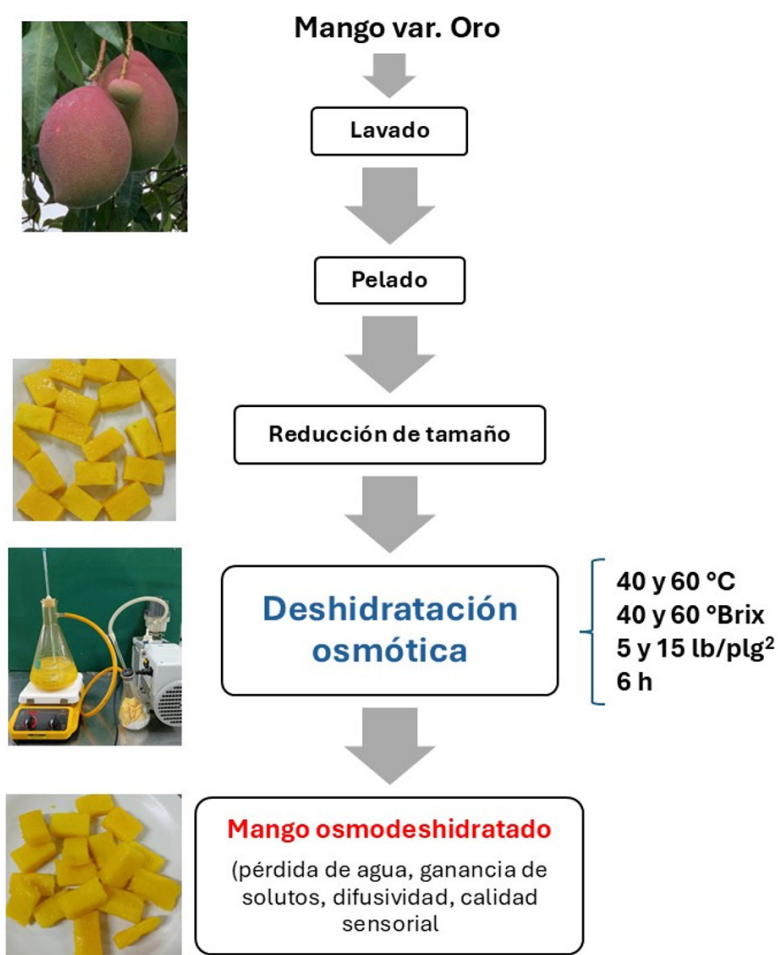 Mango var. Oro
Lavado
Pelado
Reducción de tamaño
Deshidratación
osmótica
40 y 60 °C
40 y 60 °Brix
5 y 15 lb/plg²
6 h
Mango osmodeshidratado
(pérdida de agua, ganancia de
solutos, difusividad, calidad
sensorial